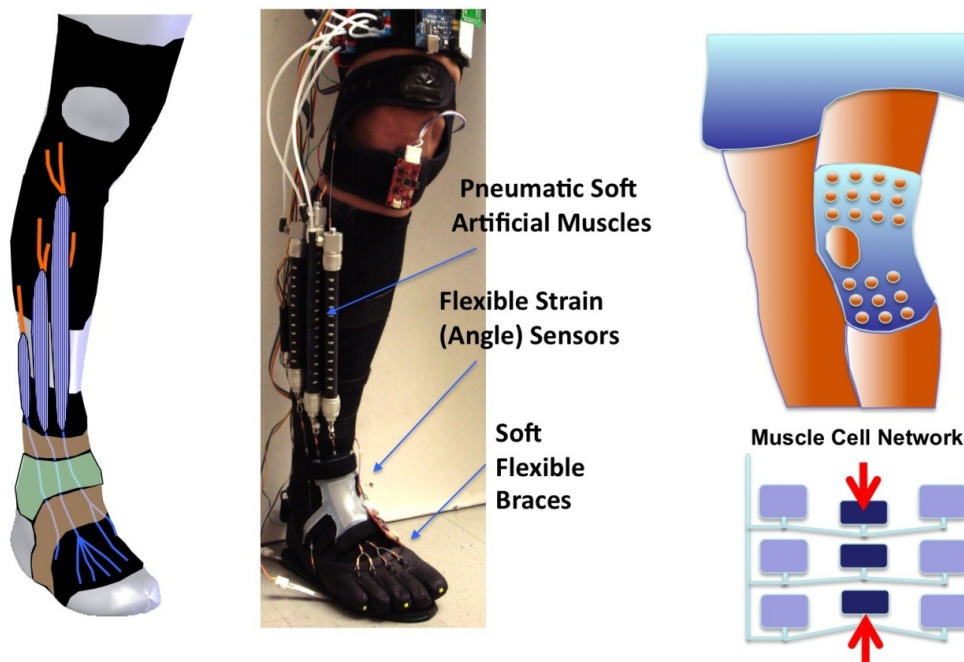 Pneumatic Soft
Artificial Muscles
Flexible Strain
(Angle) Sensors
Soft
Flexible
Braces
Muscle Cell Network